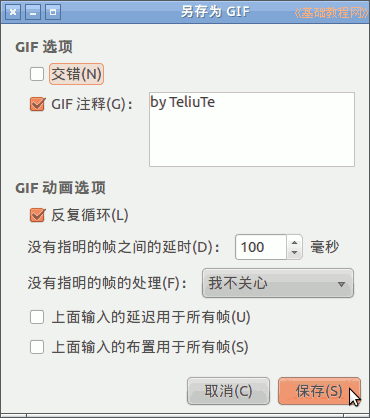 另存为 GIF
《基础教程网》
GIF 选项
交错(N)
GIF 注释(G)：
by TeliuTe
GIF 动画选项
反复循环(L)
没有指明的帧之间的延时(D)： 100 毫秒
没有指明的帧的处理(F)： 我不关心
上面输入的延迟用于所有帧(U)
上面输入的布置用于所有帧(S)
取消(C) 保存(S)